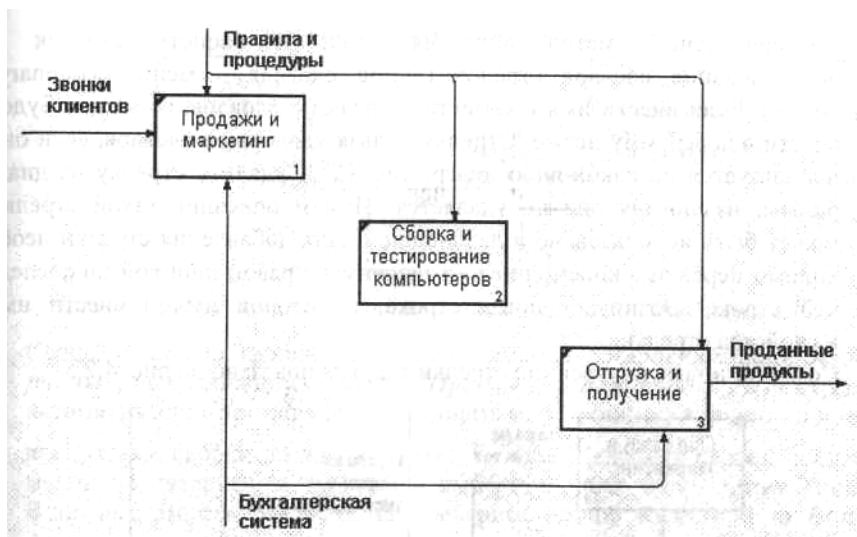 Правила и
процедуры
Звонки
клиентов
Продажи и
маркетинг
1
Сборка и
тестирование
компьютеров
2
Отгрузка и
получение
3
Проданные
продукты
Бухгалтерская
система